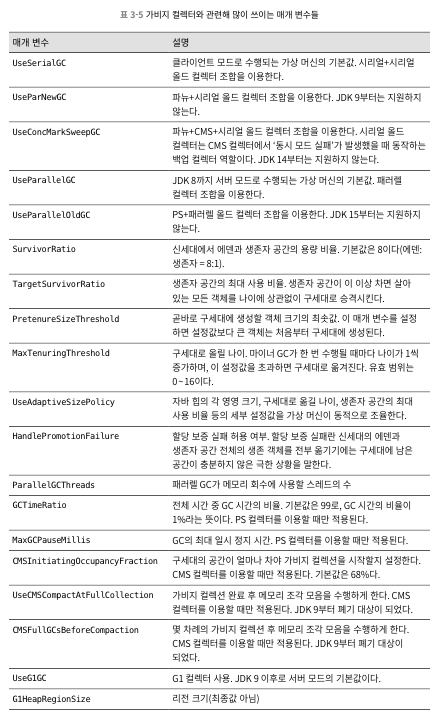 표 3-5 가비지 컬렉터와 관련해 많이 쓰이는 매개 변수들
매개 변수 설명
UseSerialGC 클라이언트 모드로 수행되는 가상 머신의 기본값. 시리얼+시리얼
올드 컬렉터 조합을 이용한다.
UseParNewGC 파뉴+시리얼 올드 컬렉터 조합을 이용한다. JDK 9부터는 지원하지
않는다.
UseConcMarkSweepGC 파뉴+CMS+시리얼 올드 컬렉터 조합을 이용한다. 시리얼 올드
컬렉터는 CMS 컬렉터에서 '동시 모드 실패'가 발생했을 때 동작하는
백업 컬렉터 역할이다. JDK 14부터는 지원하지 않는다.
UseParallelGC JDK 8까지 서버 모드로 수행되는 가상 머신의 기본값. 패러렐
컬렉터 조합을 이용한다.
UseParallelOldGC PS+패러렐 올드 컬렉터 조합을 이용한다. JDK 15부터는 지원하지
않는다.
SurvivorRatio 신세대에서 에덴과 생존자 공간의 용량 비율. 기본값은 8이다(에덴:
생존자 = 8:1).
TargetSurvivorRatio 생존자 공간의 최대 사용 비율. 생존자 공간이 이 이상 차면 살아
있는 모든 객체를 나이에 상관없이 구세대로 승격시킨다.
PretenureSizeThreshold 곧바로 구세대에 생성할 객체 크기의 최솟값. 이 매개 변수를 설정
하면 설정값보다 큰 객체는 처음부터 구세대에 생성된다.
MaxTenuringThreshold 구세대로 올릴 나이. 마이너 GC가 한 번 수행될 때마다 나이가 1씩
증가하며, 이 설정값을 초과하면 구세대로 옮겨진다. 유효 범위는
0~16이다.
UseAdaptiveSizePolicy 자바 힙의 각 영역 크기, 구세대로 옮길 나이, 생존자 공간의 최대
사용 비율 등의 세부 설정값을 가상 머신이 동적으로 조율한다.
HandlePromotionFailure 할당 보증 실패 허용 여부. 할당 보증 실패란 신세대의 에덴과
생존자 공간 전체의 생존 객체를 전부 옮기기에는 구세대에 남은
공간이 충분하지 않은 극한 상황을 말한다.
ParallelGCThreads 패러렐 GC가 메모리 회수에 사용할 스레드의 수
GCTimeRatio 전체 시간 중 GC 시간의 비율. 기본값은 99로, GC 시간의 비율이
1%라는 뜻이다. PS 컬렉터를 이용할 때만 적용된다.
MaxGCPauseMillis GC의 최대 일시 정지 시간. PS 컬렉터를 이용할 때만 적용된다.
CMSInitiatingOccupancyFraction 구세대의 공간이 얼마나 차야 가비지 컬렉션을 시작할지 설정한다.
CMS 컬렉터를 이용할 때만 적용된다. 기본값은 68%다.
UseCMSCompactAtFullCollection 가비지 컬렉션 완료 후 메모리 조각 모음을 수행하게 한다. CMS
컬렉터를 이용할 때만 적용된다. JDK 9부터 폐기 대상이 되었다.
CMSFullGCsBeforeCompaction 몇 차례의 가비지 컬렉션 후 메모리 조각 모음을 수행하게 한다.
CMS 컬렉터를 이용할 때만 적용된다. JDK 9부터 폐기 대상이
되었다.
UseG1GC G1 컬렉터 사용. JDK 9 이후로 서버 모드의 기본값이다.
G1HeapRegionSize 리전 크기(최종값 아님)